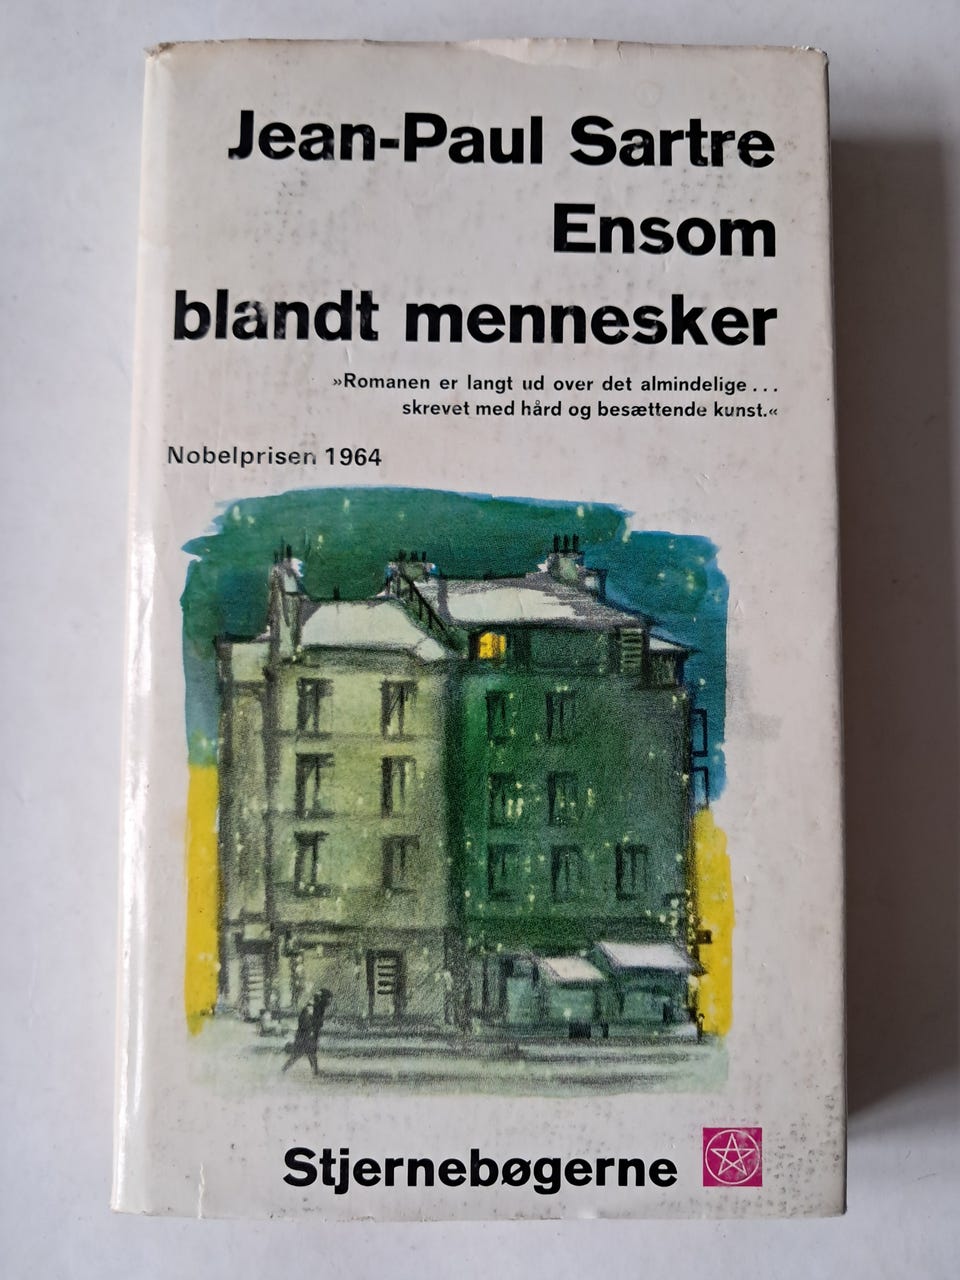 Jean-Paul Sartre
Ensom
blandt mennesker
»Romanen er langt ud over det almindelige...
skrevet med hård og besættende kunst.«
Nobelprisen 1964
Stjernebøgerne